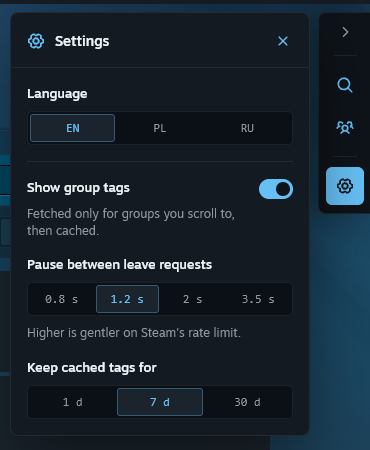 Settings
Language
EN PL RU
Show group tags
Fetched only for groups you scroll to,
then cached.
Pause between leave requests
0.8 s 1.2 s 2 s 3.5 s
Higher is gentler on Steam's rate limit.
Keep cached tags for
1 d 7 d 30 d